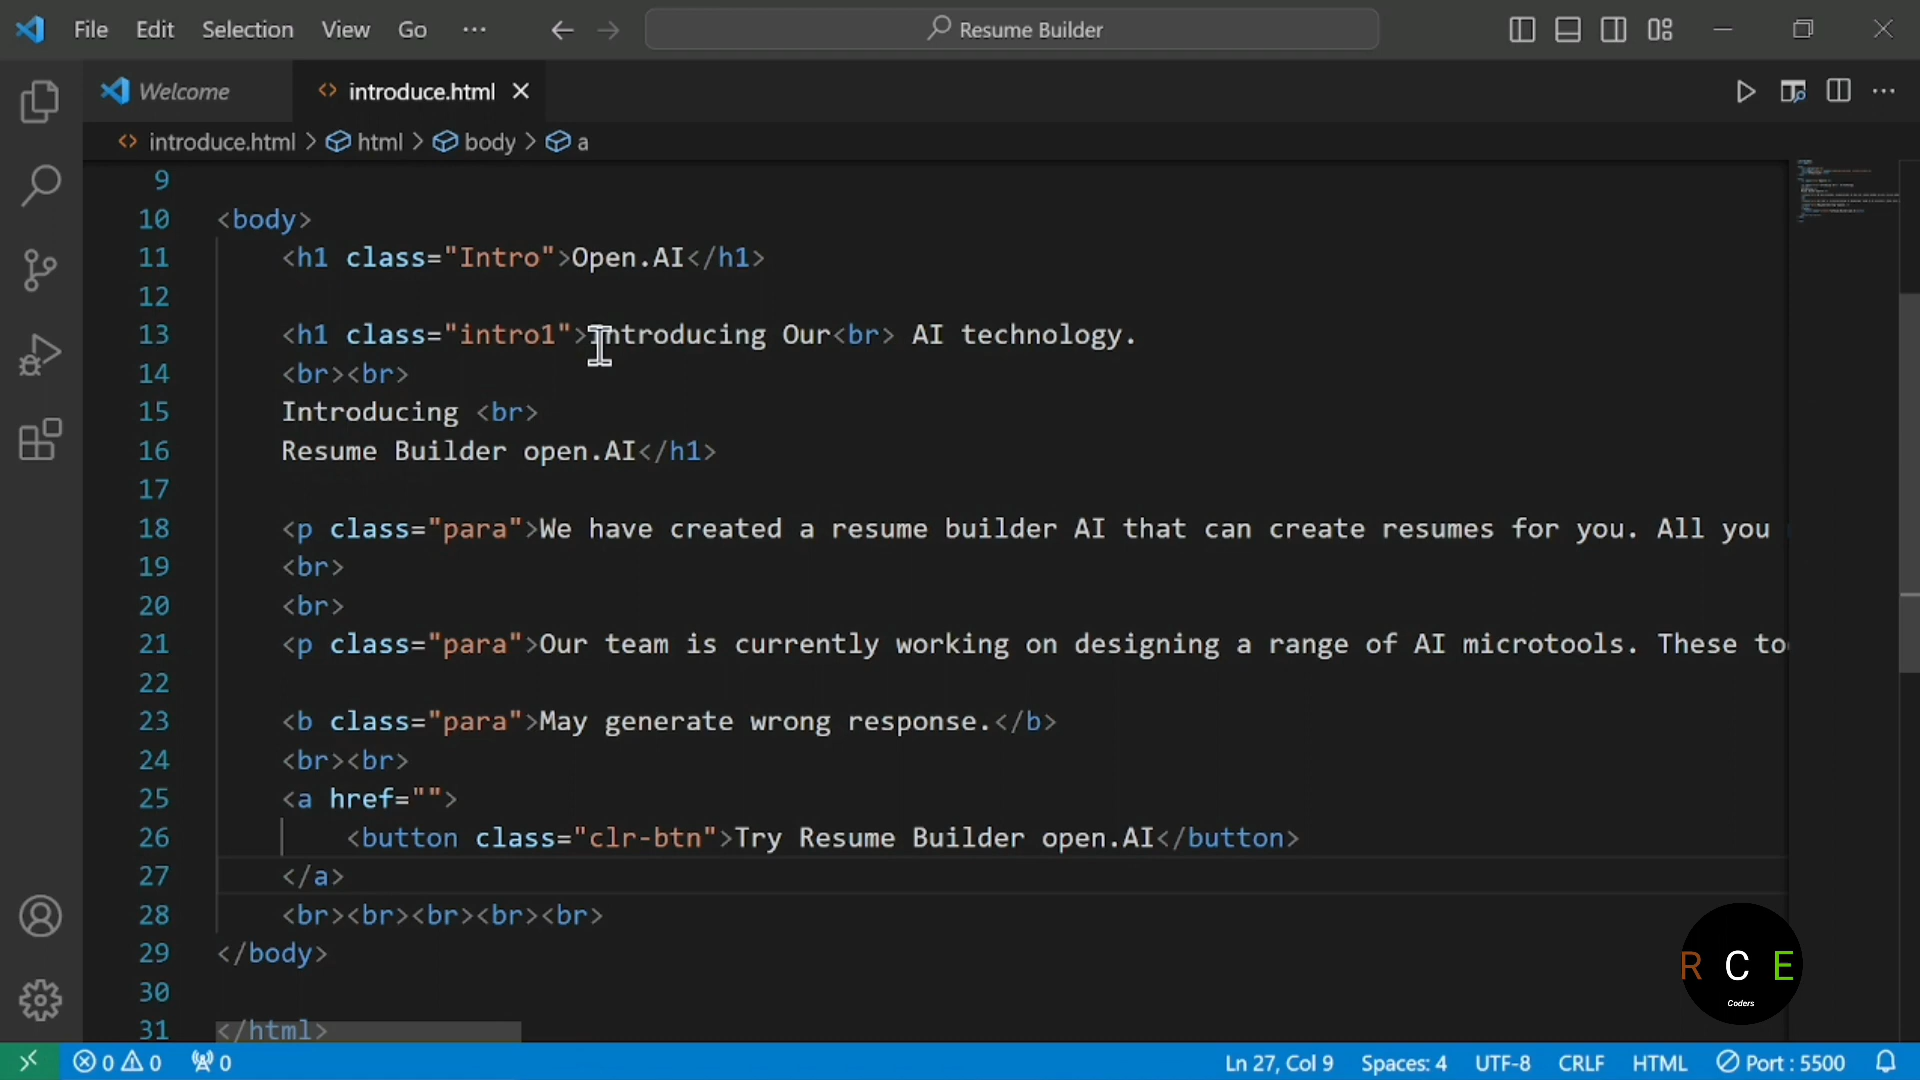 File Edit Selection View Go ··· Resume Builder
Welcome introduce.html
introduce.html > html > body > a
9
10 <body>
11 <h1 class="Intro">Open.AI</h1>
12
13 <h1 class="intro1">Introducing Our<br> AI technology.
14 <br><br>
15 Introducing <br>
16 Resume Builder open.AI</h1>
17
18 <p class="para">We have created a resume builder AI that can create resumes for you. All you
19 <br>
20 <br>
21 <p class="para">Our team is currently working on designing a range of AI microtools. These
22
23 <b class="para">May generate wrong response.</b>
24 <br><br>
25 <a href="">
26 <button class="clr-btn">Try Resume Builder open.AI</button>
27 </a>
28 <br><br><br><br><br>
29 </body>
30
31 </html>
R C E
Coders
0 0 0 Ln 27, Col 9 Spaces: 4 UTF-8 CRLF HTML Port : 5500